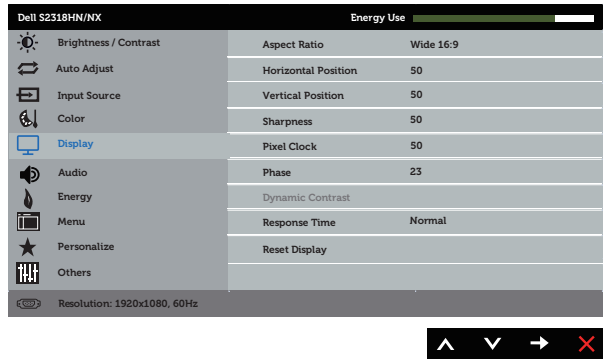 Dell S2318HN/NX Energy Use
Brightness / Contrast Aspect Ratio Wide 16:9
Auto Adjust Horizontal Position 50
Input Source Vertical Position 50
Color Sharpness 50
Display Pixel Clock 50
Audio Phase 23
Energy Dynamic Contrast
Menu Response Time Normal
Personalize Reset Display
Others
Resolution: 1920x1080, 60Hz